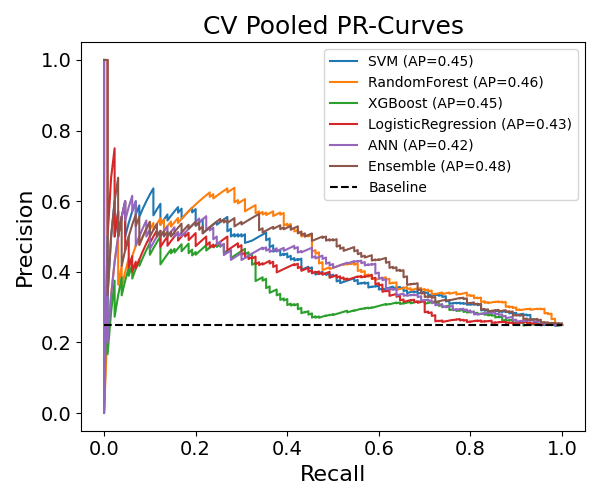 CV Pooled PR-Curves
SVM (AP=0.45)
RandomForest (AP=0.46)
XGBoost (AP=0.45)
LogisticRegression (AP=0.43)
ANN (AP=0.42)
Ensemble (AP=0.48)
Baseline
Precision
1.0
0.8
0.6
0.4
0.2
0.0
0.0 0.2 0.4 0.6 0.8 1.0
Recall